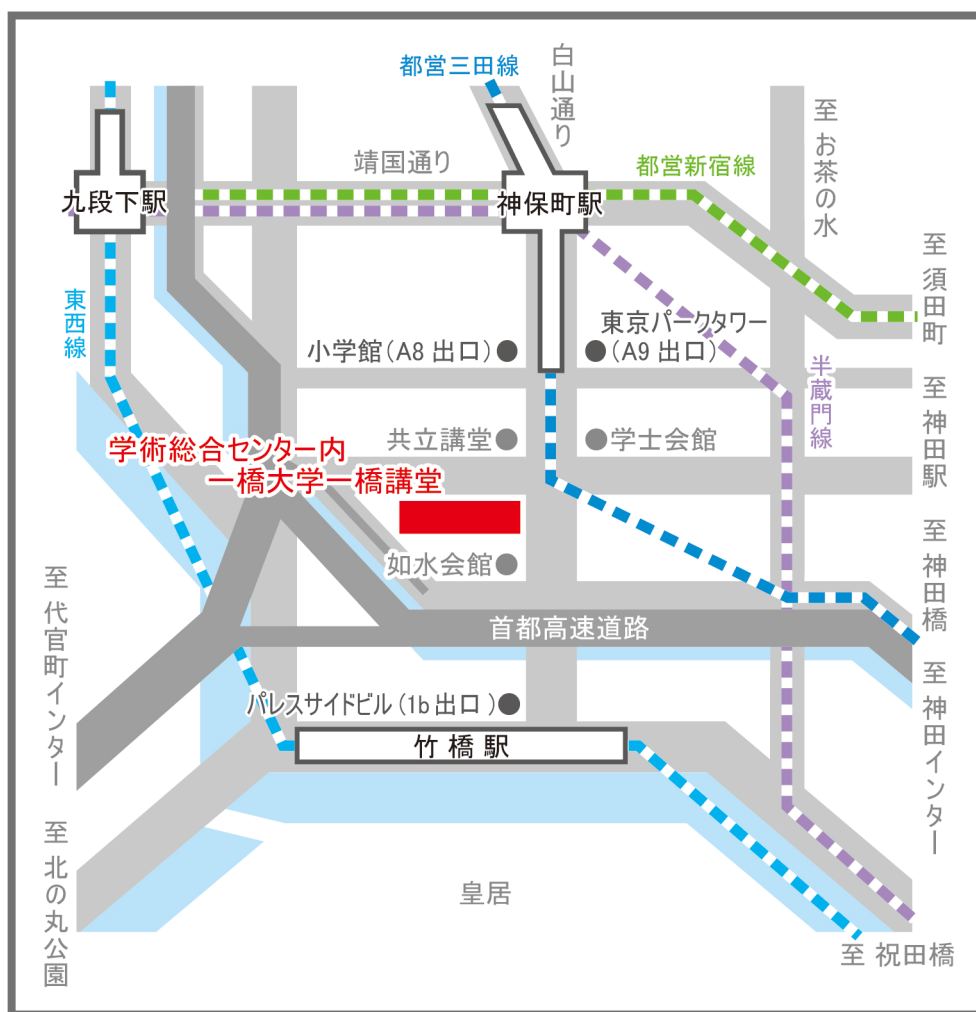 都営三田線
白山通り
靖国通り
都営新宿線
至 お茶の水
九段下駅
神保町駅
至 須田町
東西線
小学館(A8 出口)
東京パークタワー
(A9 出口)
半蔵門線
至 神田駅
学術総合センター内
一橋大学一橋講堂
共立講堂
学士会館
如水会館
至 神田橋
至 代官町インター
首都高速道路
至 神田インター
パレスサイドビル(1b 出口)
竹橋駅
至 北の丸公園
皇居
至 祝田橋